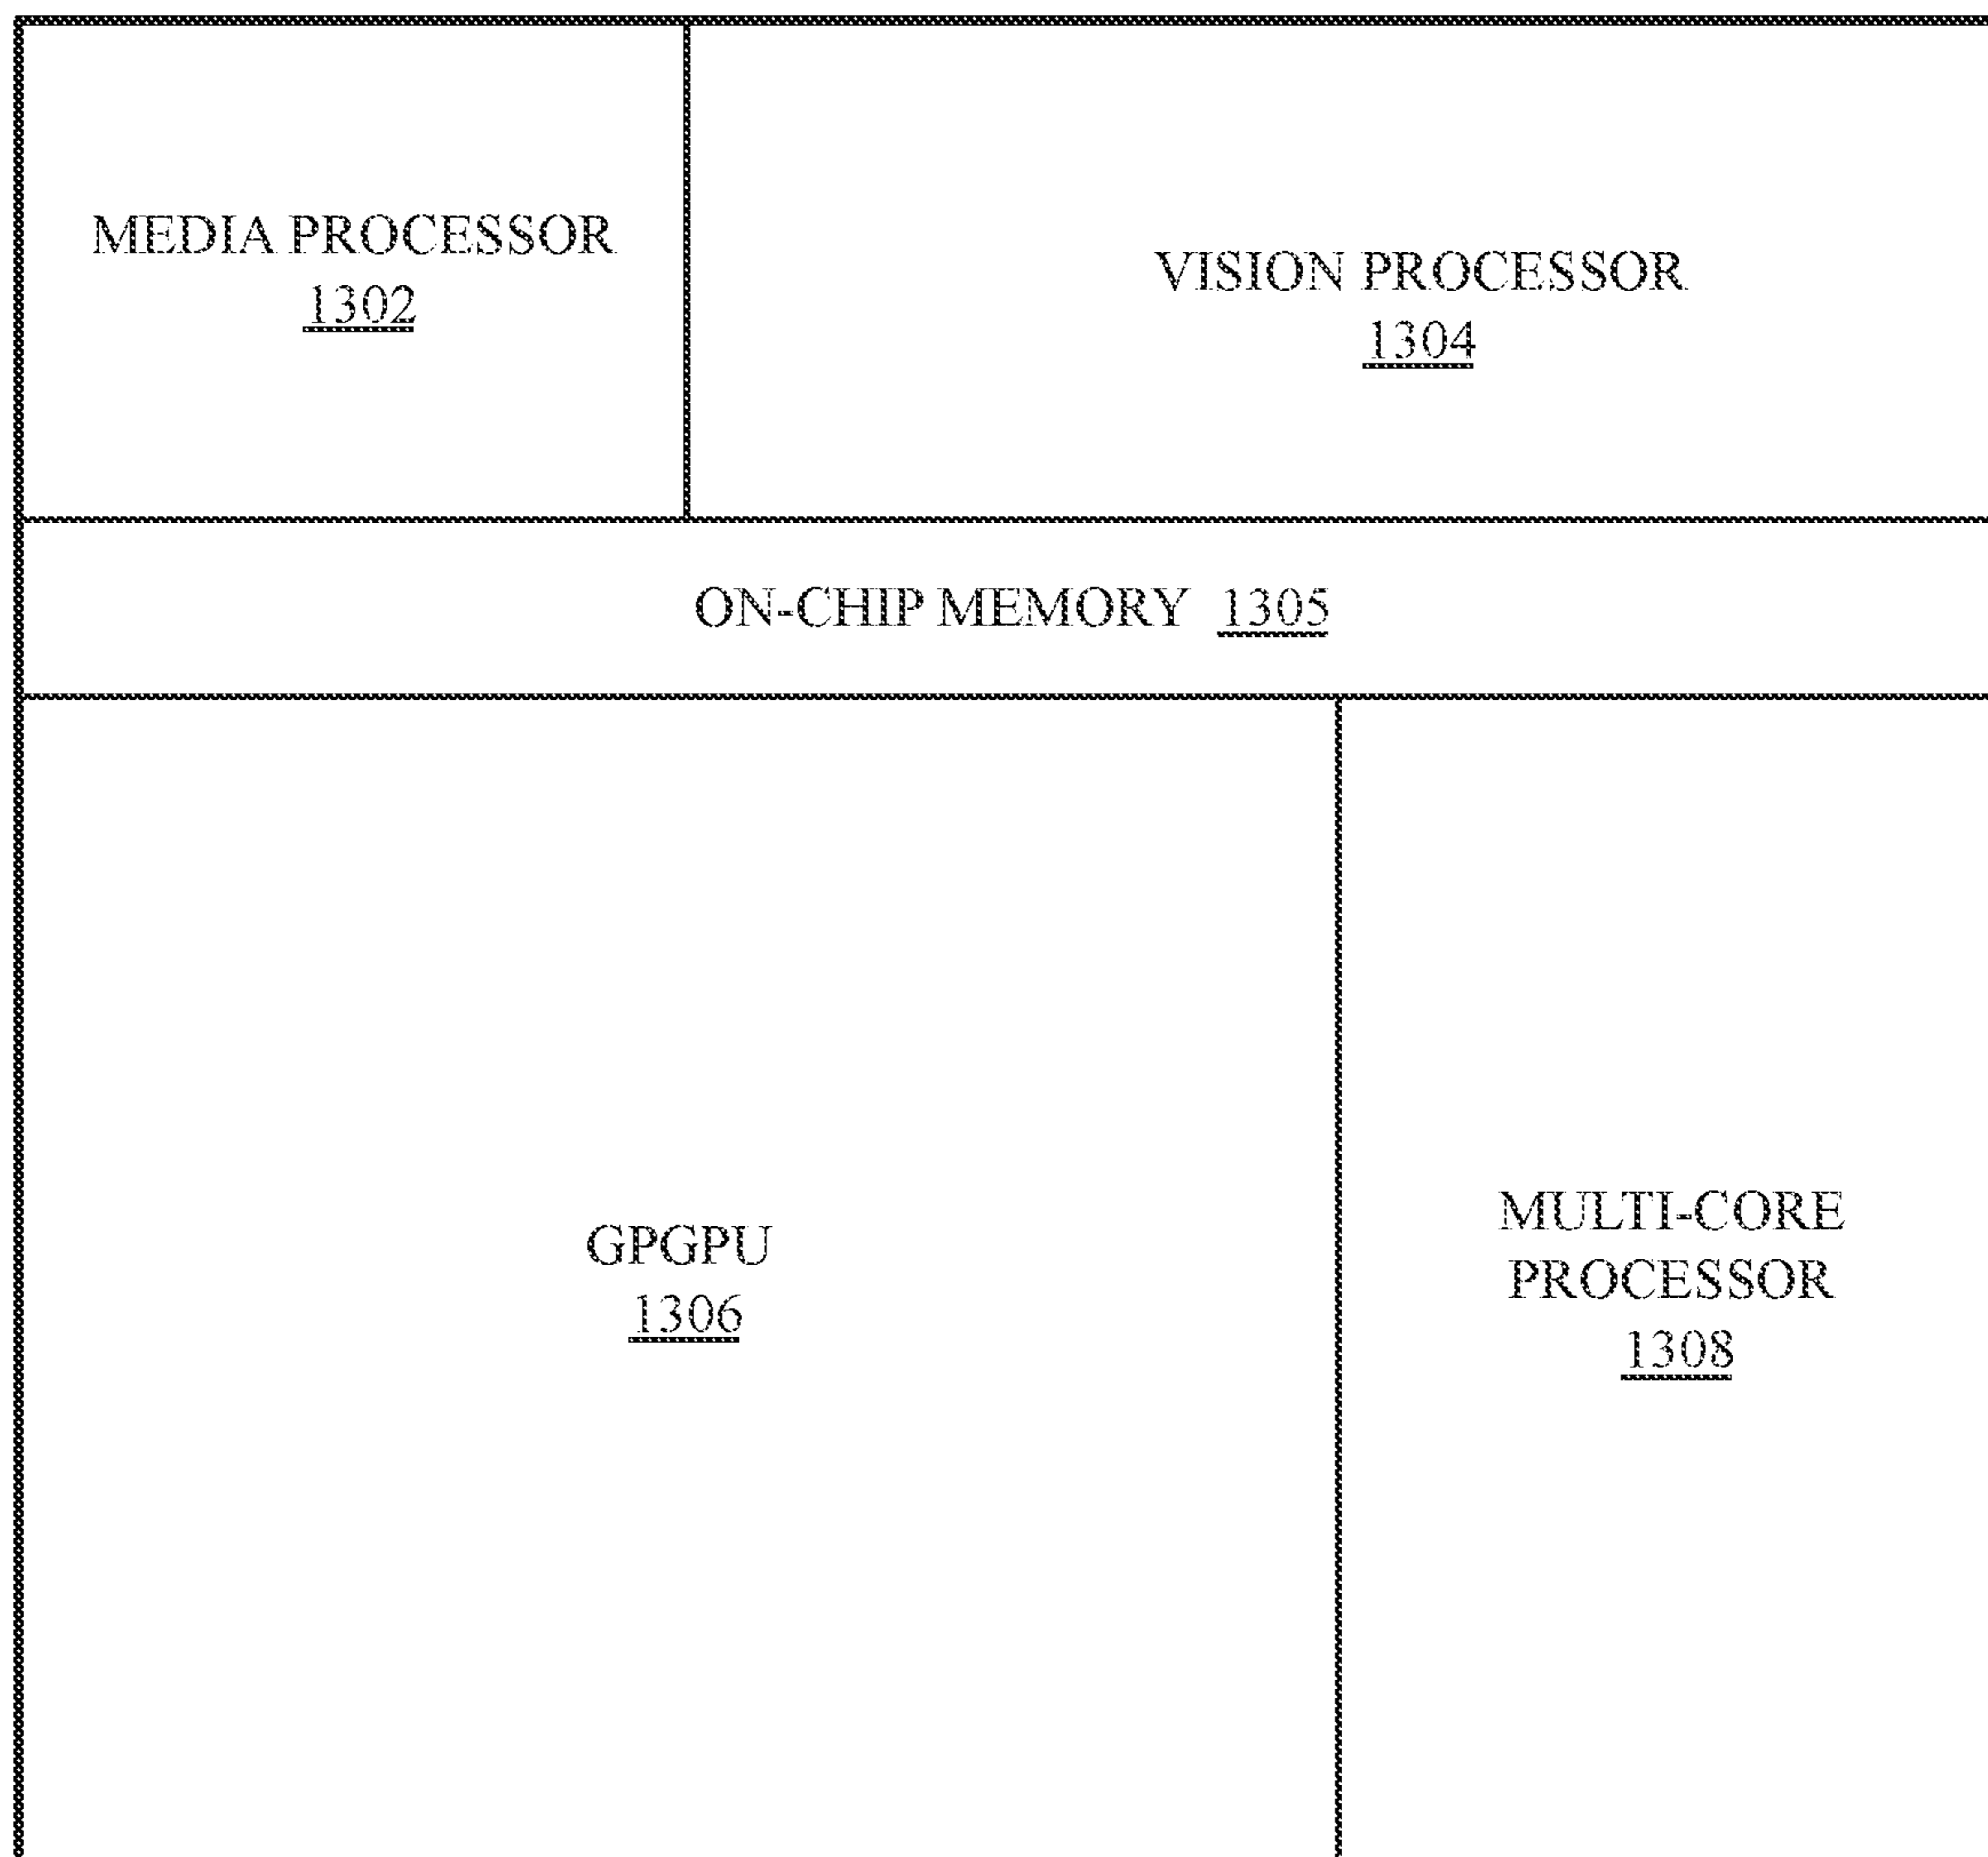 MEDIA PROCESSOR
1302
VISION PROCESSOR
1304
ON-CHIP MEMORY 1305
GPGPU
1306
MULTI-CORE
PROCESSOR
1308